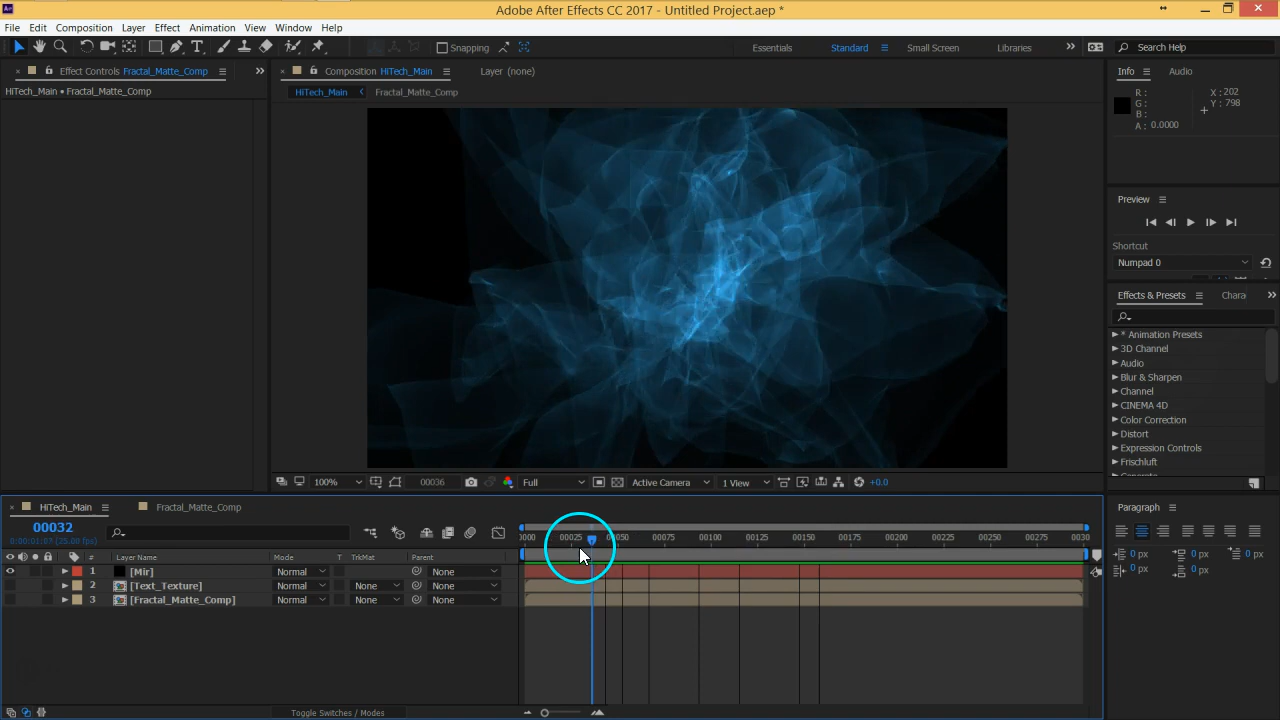 Adobe After Effects CC 2017 - Untitled Project.aep *
File Edit Composition Layer Effect Animation View Window Help
Snapping Essentials Standard Small Screen Libraries Search Help
Effect Controls Fractal_Matte_Comp
Composition HiTech_Main Layer (none)
Info Audio
HiTech_Main • Fractal_Matte_Comp
HiTech_Main Fractal_Matte_Comp
R: X: 202
G: Y: 798
B:
A: 0.0000
Preview
Shortcut
Numpad 0
Effects & Presets Chara
* Animation Presets
3D Channel
Audio
Blur & Sharpen
Channel
CINEMA 4D
Color Correction
Distort
Expression Controls
Frischluft
100% 00036 Full Active Camera 1 View +0.0
HiTech_Main Fractal_Matte_Comp
Paragraph
00032
0:00:01:07 (25.00 fps)
0000 00025 00050 00075 00100 00125 00150 00175 00200 00225 00250 00275 0030
# Layer Name Mode T TrkMat Parent
1 [Mir] Normal None
2 [Text_Texture] Normal None None
3 [Fractal_Matte_Comp] Normal None None
0 px 0 px 0 px
0 px 0 px
Toggle Switches / Modes